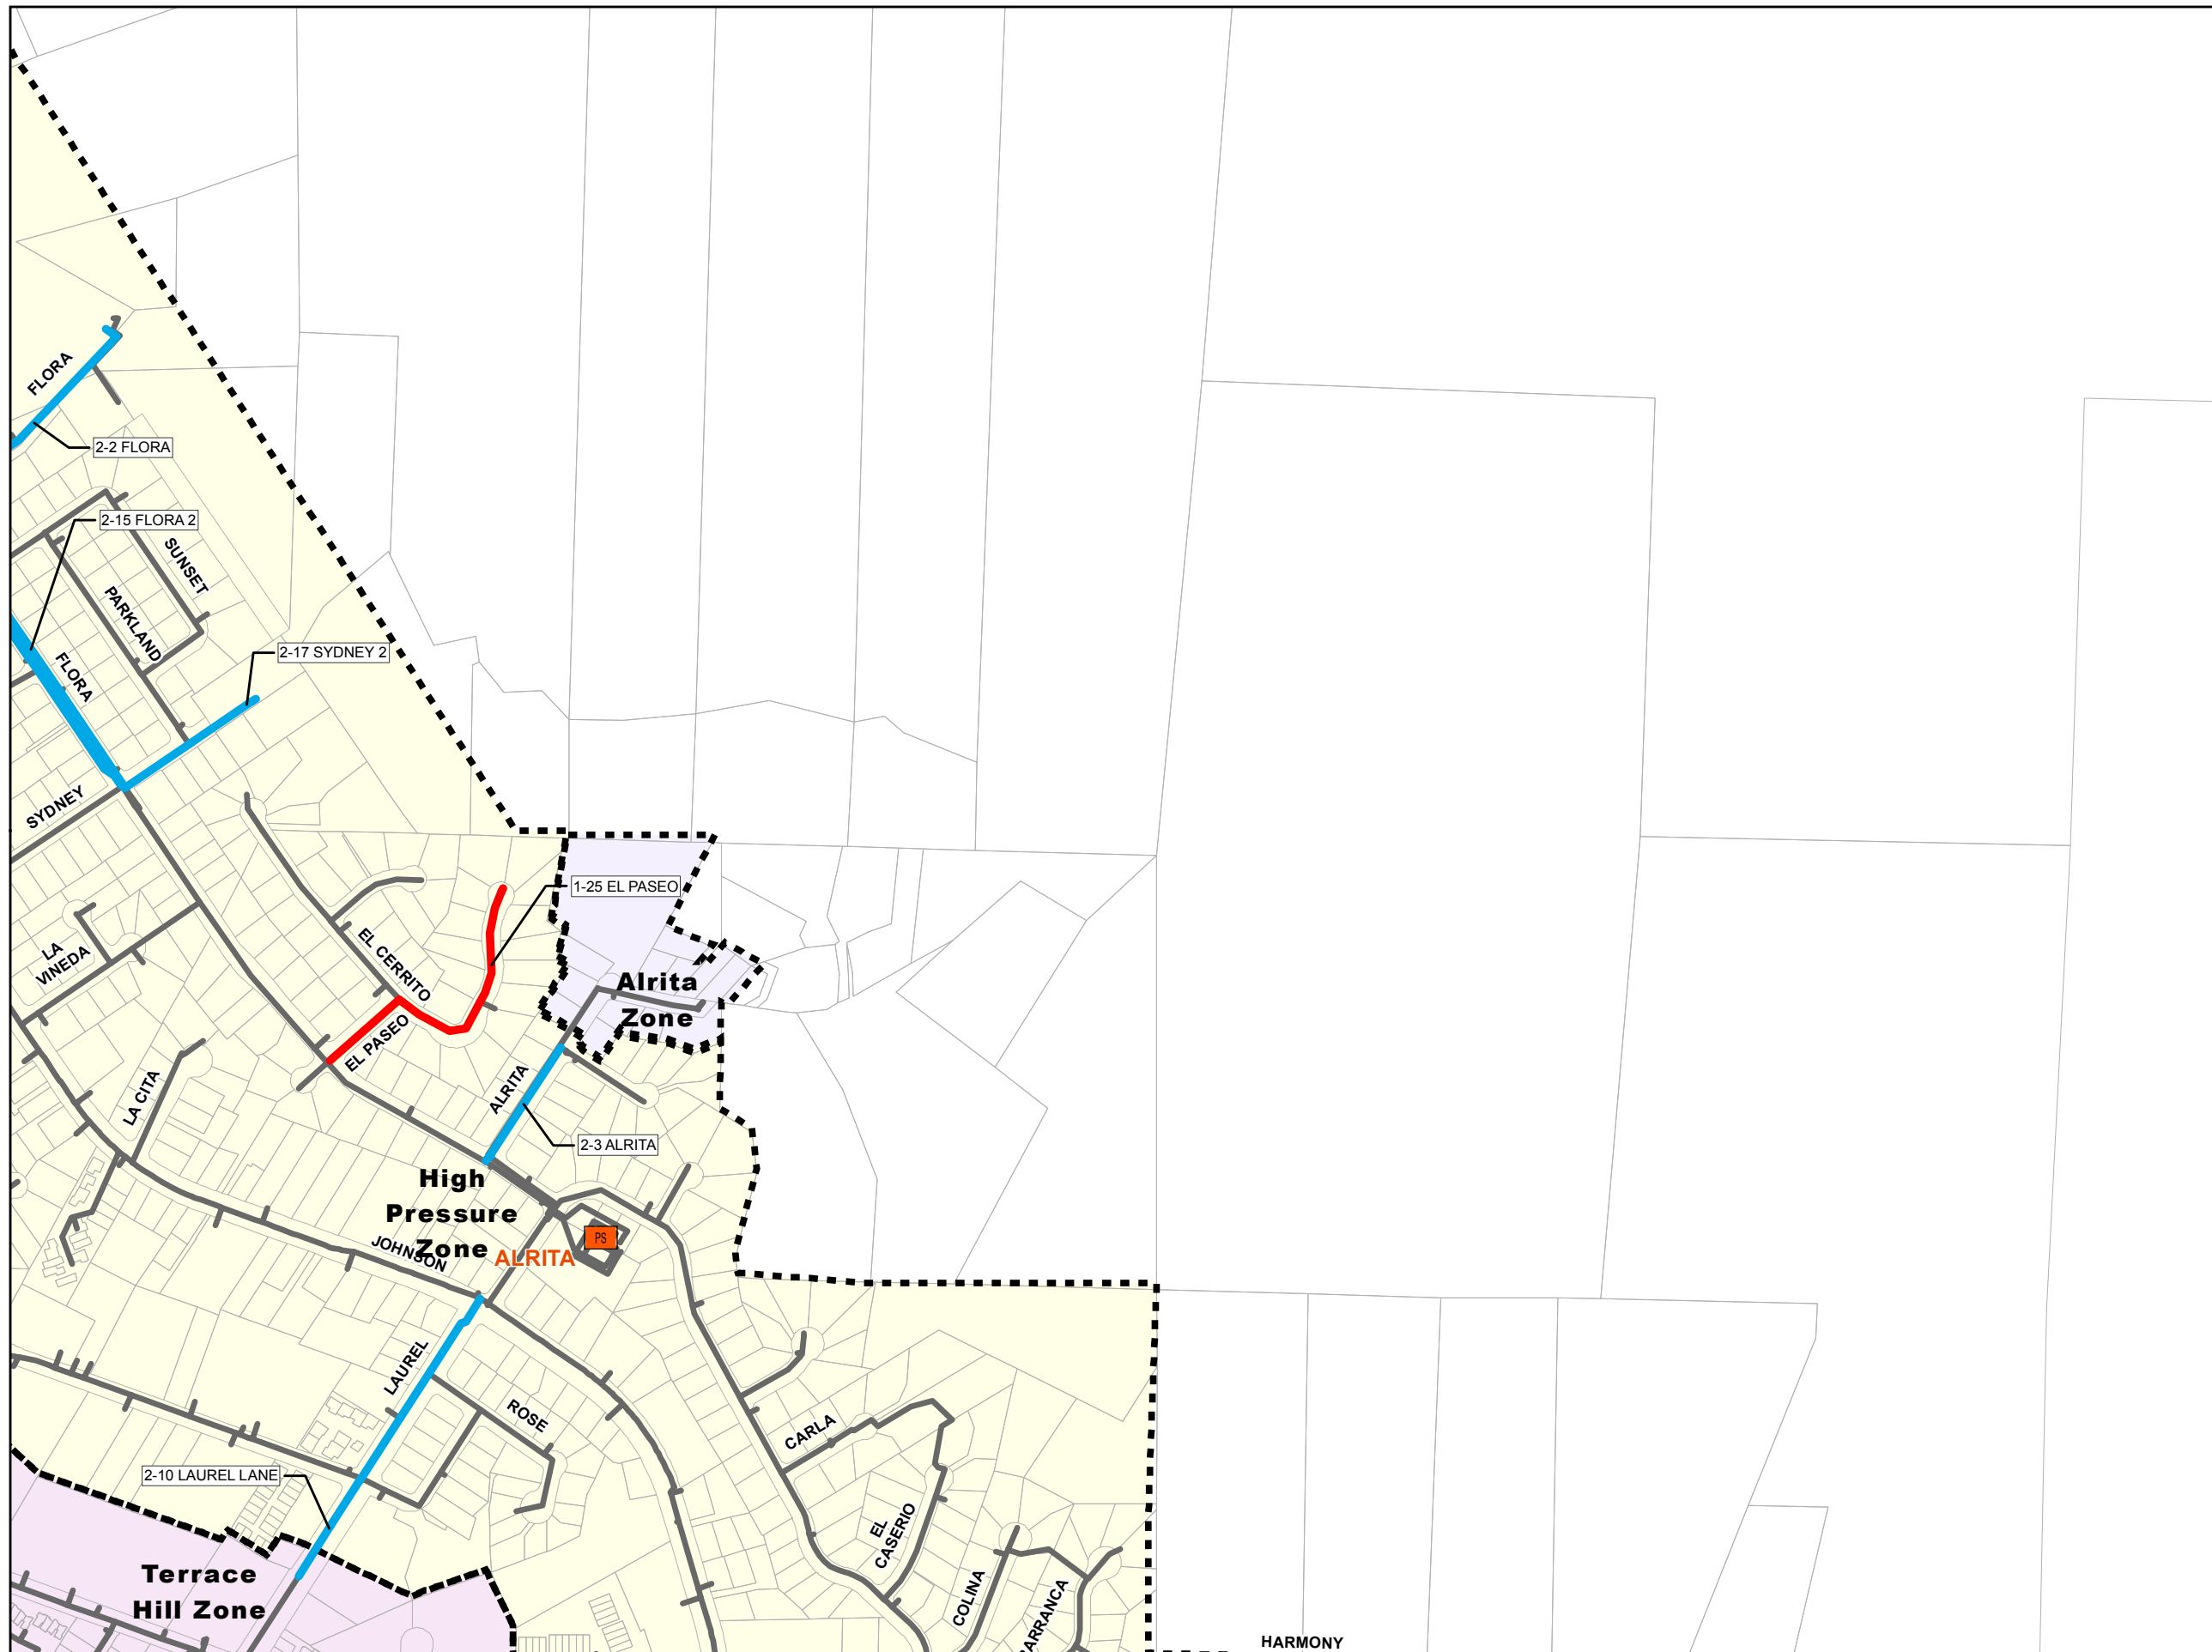 FLORA
2-2 FLORA
2-15 FLORA 2
SUNSET
PARKLAND
2-17 SYDNEY 2
FLORA
SYDNEY
1-25 EL PASEO
EL CERRITO
LA
VINEDA
Alrita
Zone
EL PASEO
LA CITA
ALRITA
2-3 ALRITA
High
Pressure
Zone
PS
JOHNSON
ALRITA
LAUREL
ROSE
CARLA
2-10 LAUREL LANE
EL
CASERIO
Terrace
Hill Zone
COLINA
BARRANCA
HARMONY